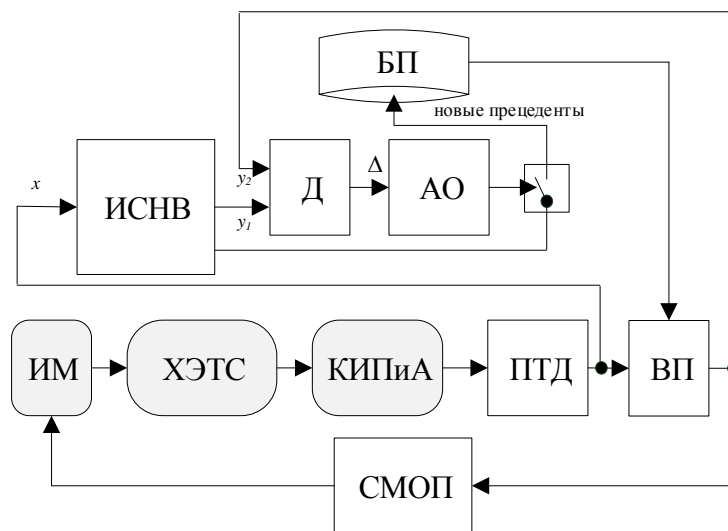 БП
новые прецеденты
x
ИСНВ
y2
y1
Д
Δ
АО
ИМ
ХЭТС
КИПиА
ПТД
ВП
СМОП